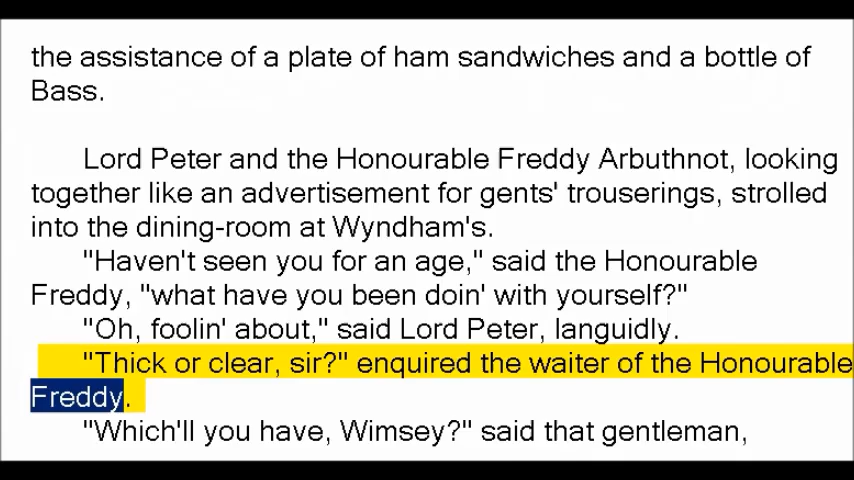 the assistance of a plate of ham sandwiches and a bottle of
Bass.
Lord Peter and the Honourable Freddy Arbuthnot, looking
together like an advertisement for gents' trouserings, strolled
into the dining-room at Wyndham's.
"Haven't seen you for an age," said the Honourable
Freddy, "what have you been doin' with yourself?"
"Oh, foolin' about," said Lord Peter, languidly.
"Thick or clear, sir?" enquired the waiter of the Honourable
Freddy.
"Which'll you have, Wimsey?" said that gentleman,